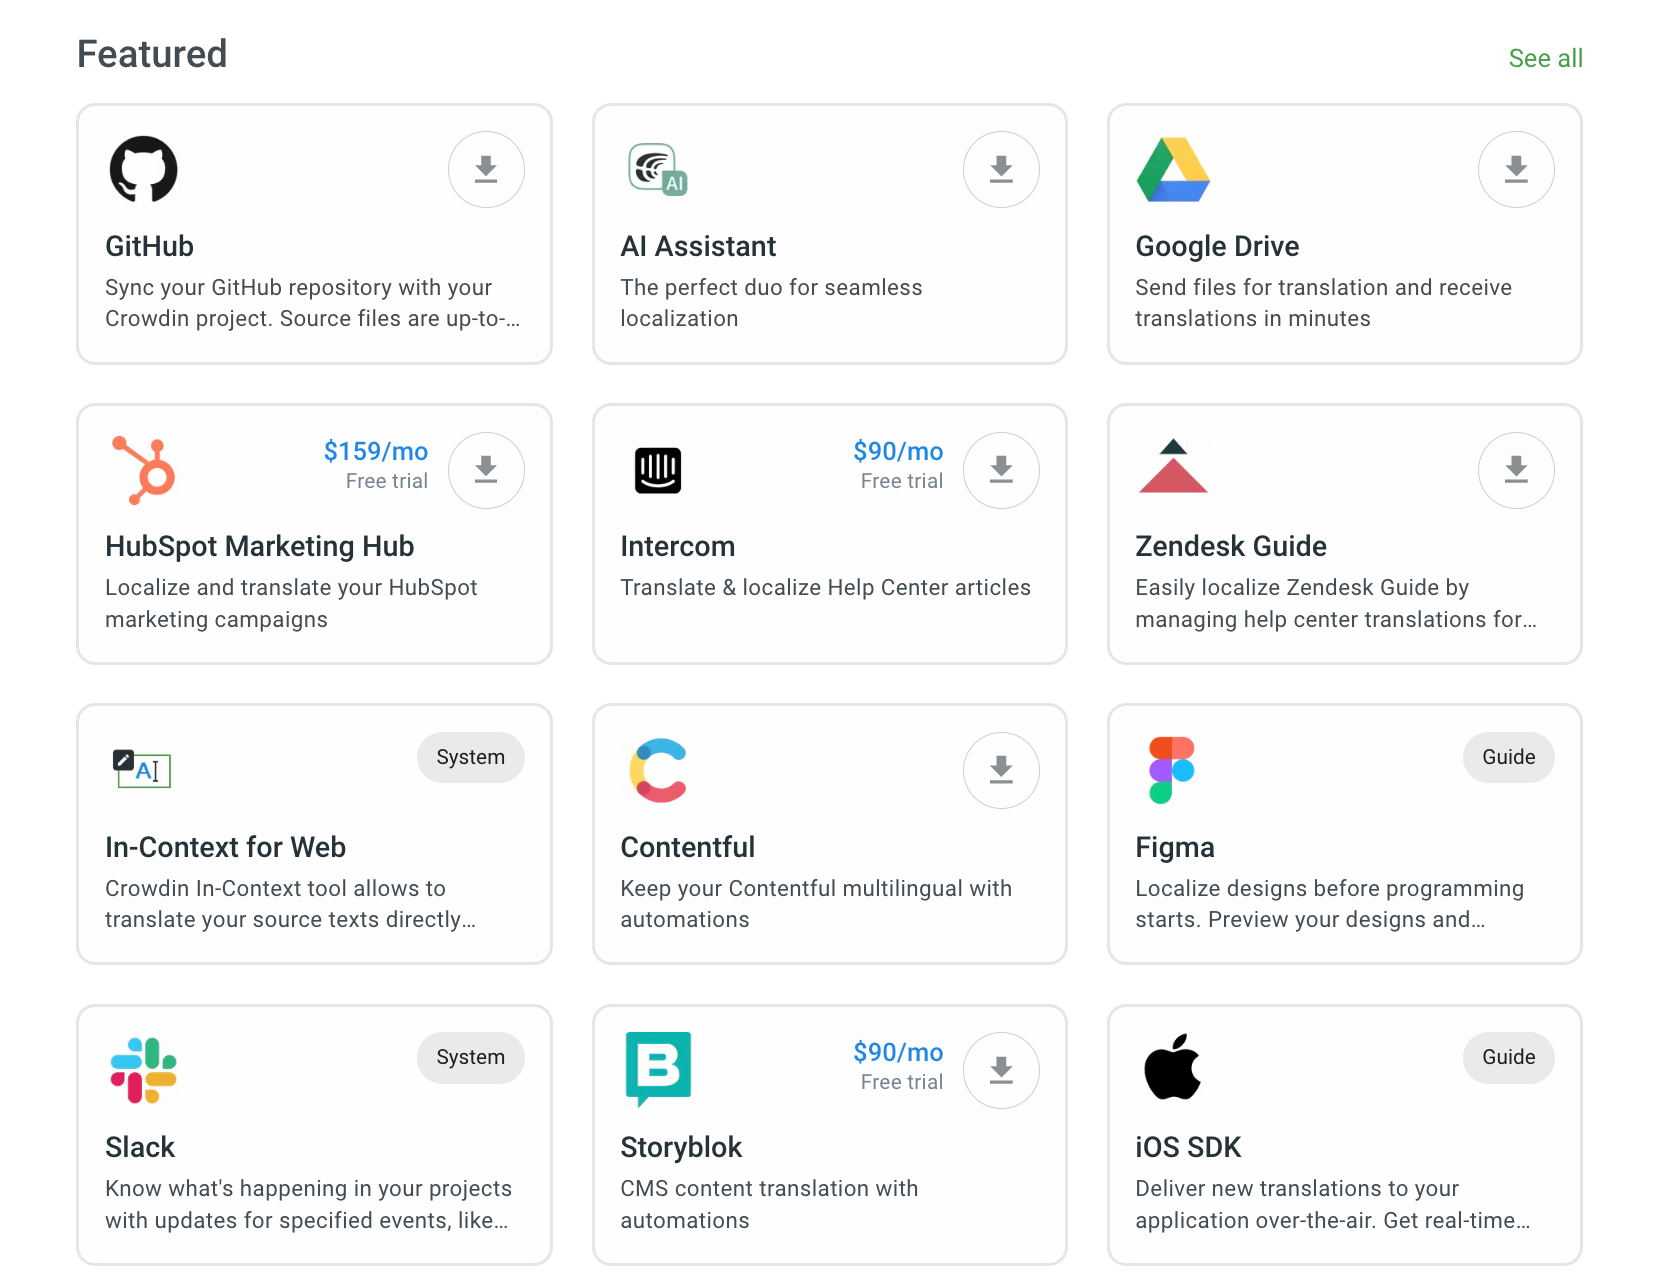 Featured
See all
GitHub
Sync your GitHub repository with your
Crowdin project. Source files are up-to-...
AI
AI Assistant
The perfect duo for seamless
localization
Google Drive
Send files for translation and receive
translations in minutes
$159/mo
Free trial
HubSpot Marketing Hub
Localize and translate your HubSpot
marketing campaigns
$90/mo
Free trial
Intercom
Translate & localize Help Center articles
Zendesk Guide
Easily localize Zendesk Guide by
managing help center translations for...
A
System
In-Context for Web
Crowdin In-Context tool allows to
translate your source texts directly...
Contentful
Keep your Contentful multilingual with
automations
Guide
Figma
Localize designs before programming
starts. Preview your designs and...
System
Slack
Know what's happening in your projects
with updates for specified events, like...
B
$90/mo
Free trial
Storyblok
CMS content translation with
automations
Guide
iOS SDK
Deliver new translations to your
application over-the-air. Get real-time...